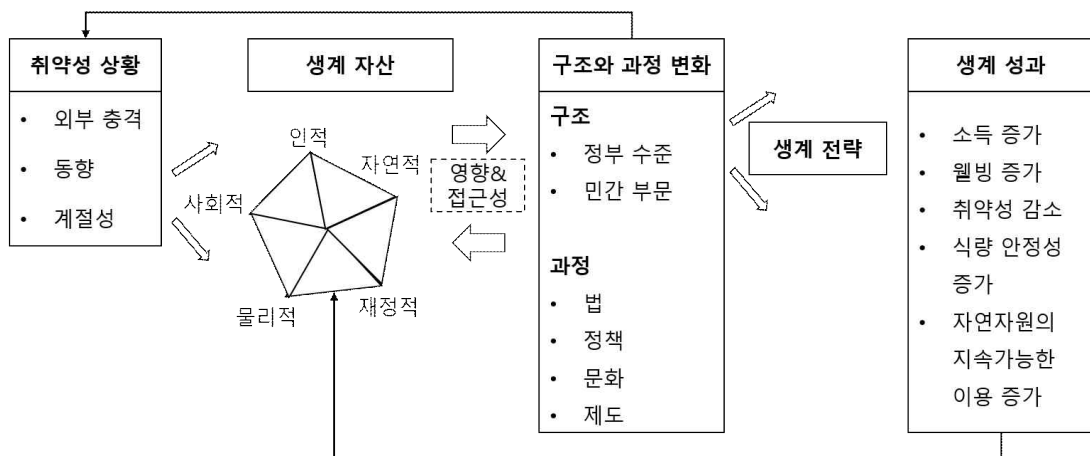 취약성 상황
• 외부 충격
• 동향
• 계절성
생계 자산
인적
자연적
사회적
물리적
재정적
영향&
접근성
구조와 과정 변화
구조
• 정부 수준
• 민간 부문
과정
• 법
• 정책
• 문화
• 제도
생계 전략
생계 성과
• 소득 증가
• 웰빙 증가
• 취약성 감소
• 식량 안정성
증가
• 자연자원의
지속가능한
이용 증가